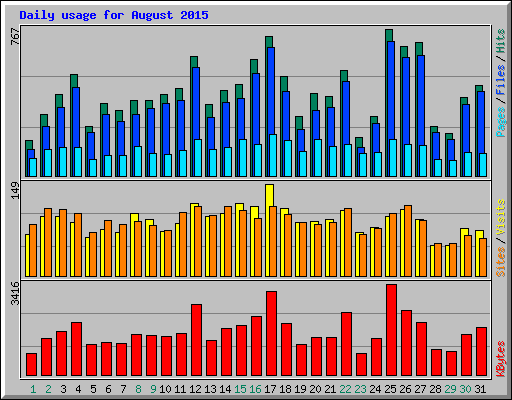 Daily usage for August 2015
767
Pages / Files / Hits
149
Sites / Visits
3416
KBytes
1 2 3 4 5 6 7 8 9 10 11 12 13 14 15 16 17 18 19 20 21 22 23 24 25 26 27 28 29 30 31